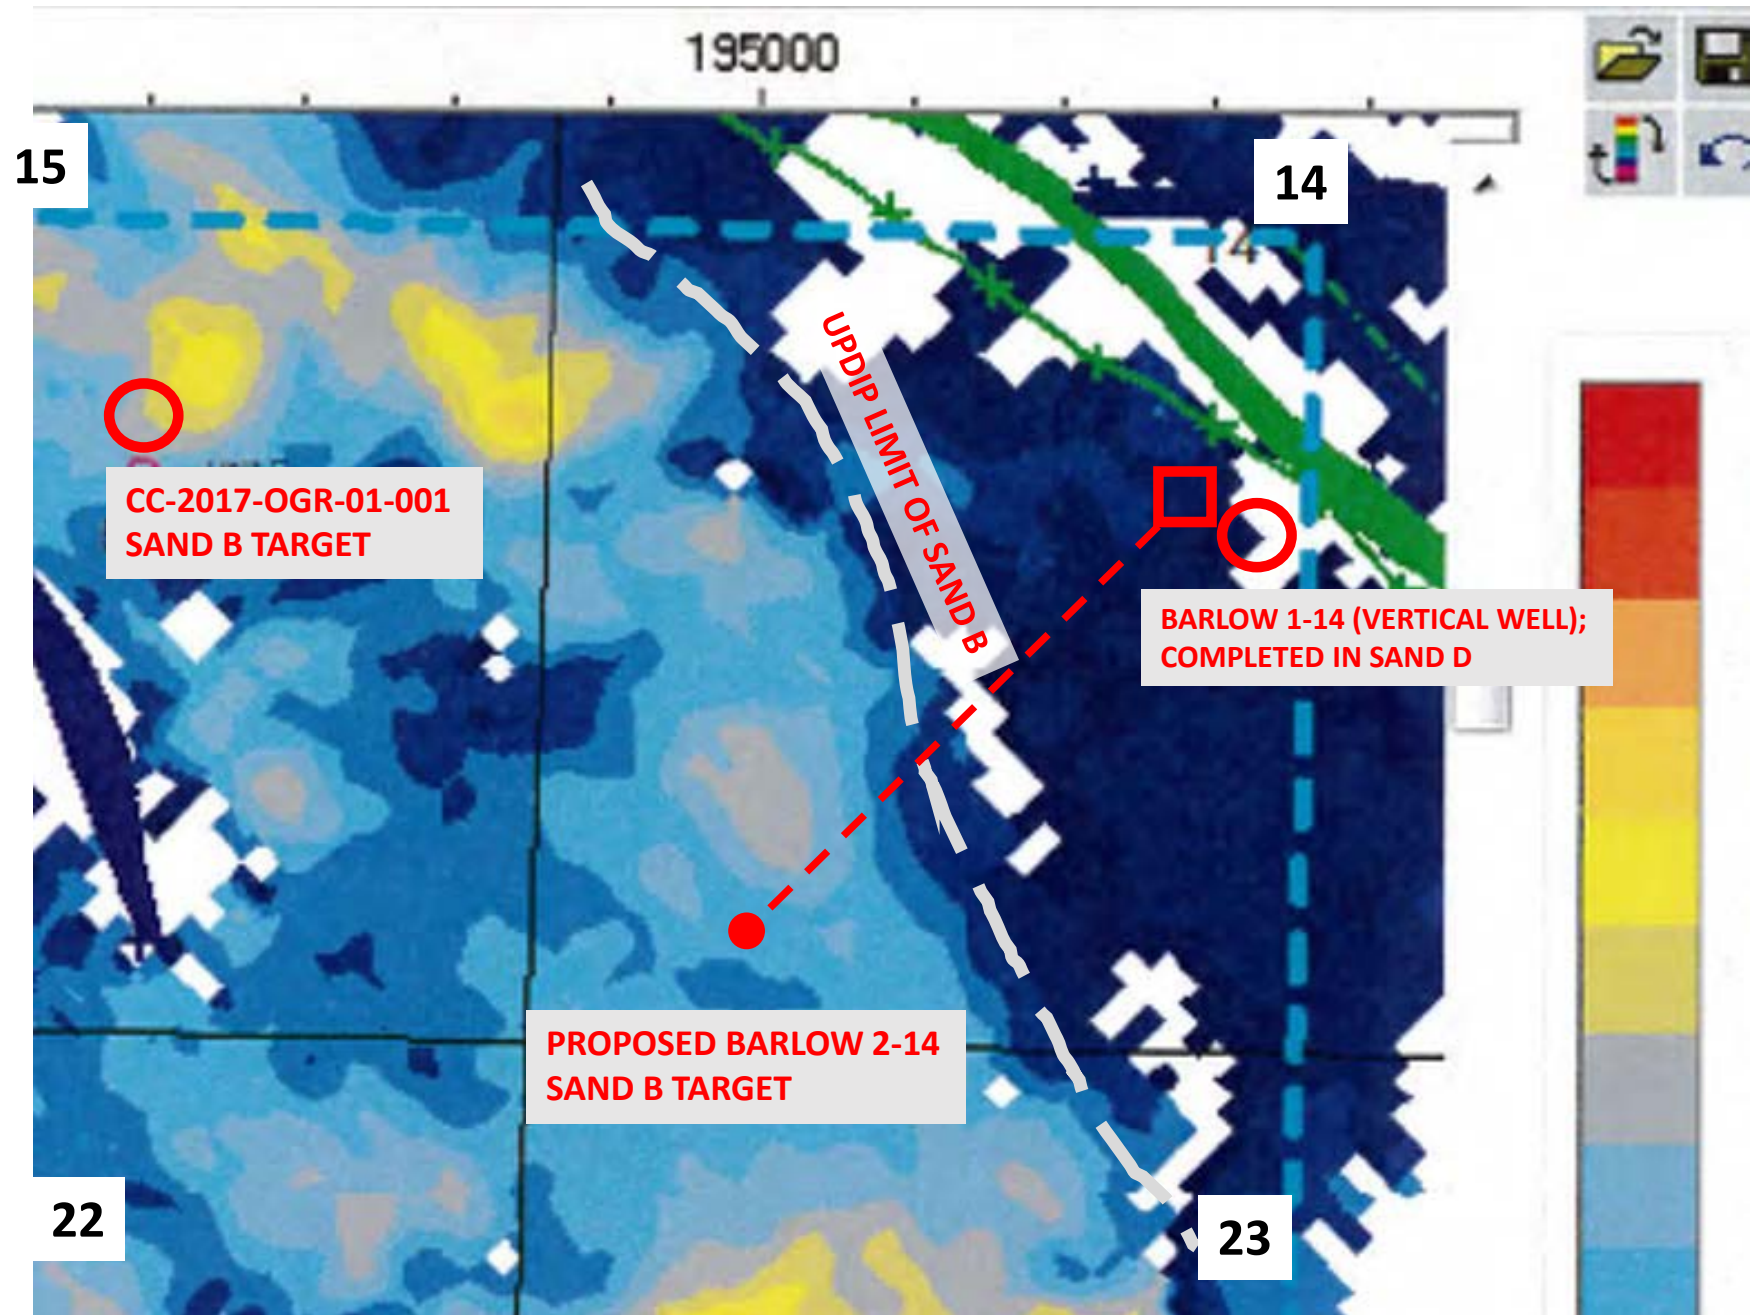 195000
15
14
14
UPDIP LIMIT OF SAND B
CC-2017-OGR-01-001
SAND B TARGET
BARLOW 1-14 (VERTICAL WELL);
COMPLETED IN SAND D
PROPOSED BARLOW 2-14
SAND B TARGET
22
23